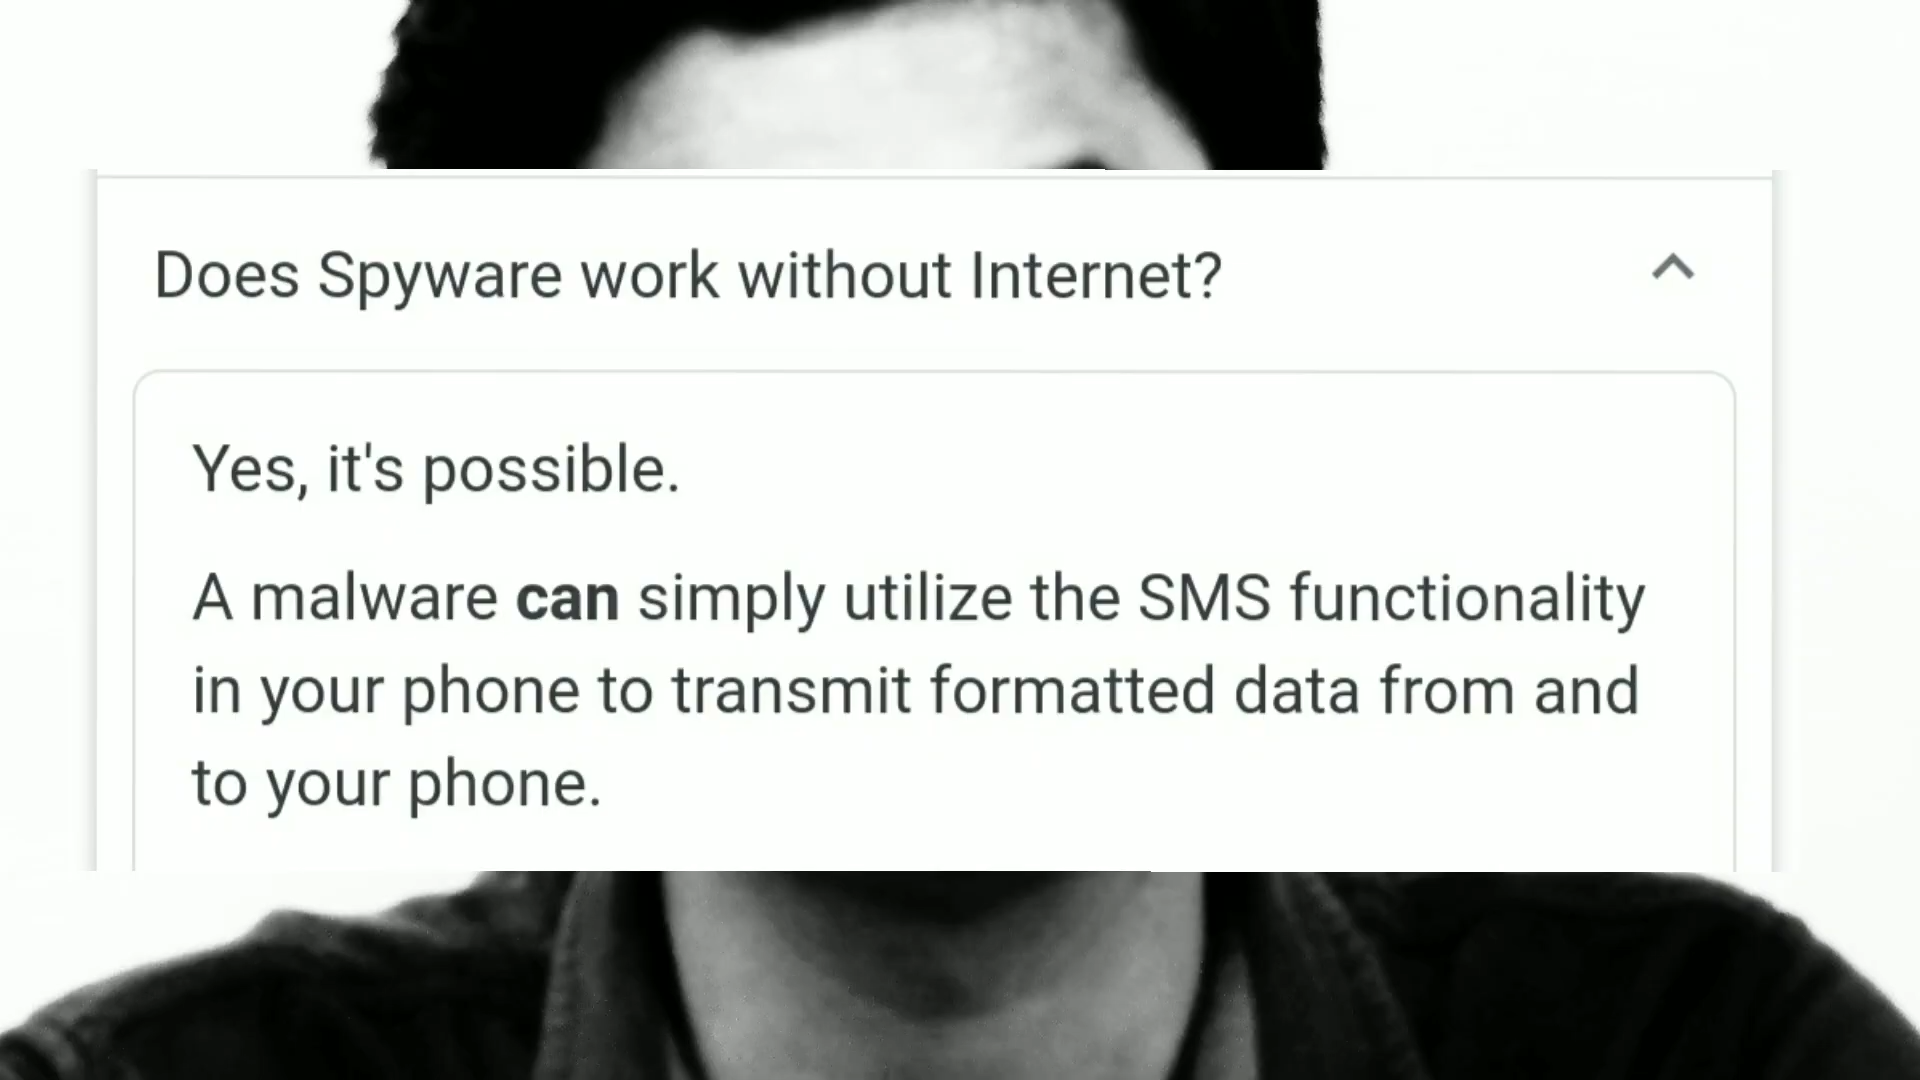 Does Spyware work without Internet?
Yes, it's possible.
A malware can simply utilize the SMS functionality
in your phone to transmit formatted data from and
to your phone.